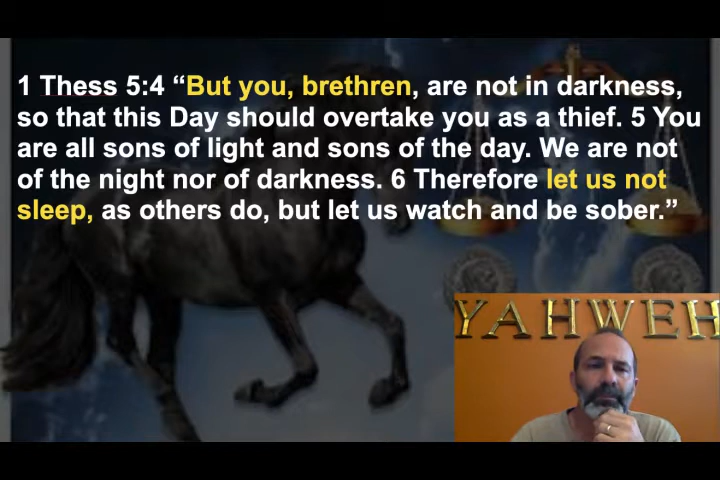 1 Thess 5:4 “But you, brethren, are not in darkness,
so that this Day should overtake you as a thief. 5 You
are all sons of light and sons of the day. We are not
of the night nor of darkness. 6 Therefore let us not
sleep, as others do, but let us watch and be sober.”
YAHWEH